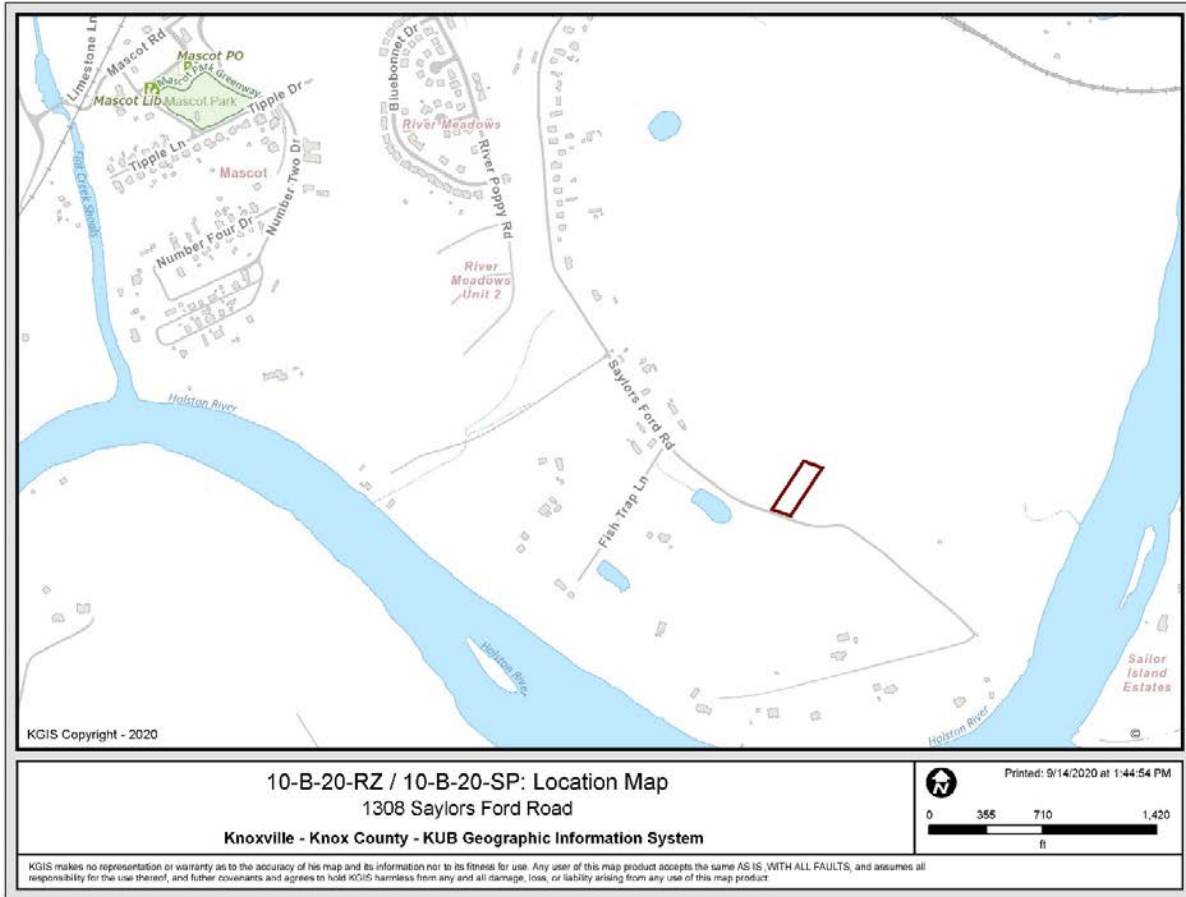 Limestone Ln
Mascot Rd
Mascot PO
Mascot Park Greenway
Mascot Lib
Mascot Park
Tipple Dr
Tipple Ln
Mascot
Number Two Dr
Number Four Dr
Flat Creek Shoals
Bluebonnet Dr
River Meadows
River Poppy Rd
River
Meadows
Unit 2
Holston River
Saylors Ford Rd
Fish Trap Ln
Holston River
Holston River
Sailor
Island
Estates
KGIS Copyright - 2020
©
10-B-20-RZ / 10-B-20-SP: Location Map
1308 Saylors Ford Road
Knoxville - Knox County - KUB Geographic Information System
N
Printed: 9/14/2020 at 1:44:54 PM
0 355 710 1,420
ft
KGIS makes no representation or warranty as to the accuracy of his map and its information nor to its fitness for use. Any user of this map product accepts the same AS IS ,WITH ALL FAULTS, and assumes all
responsibility for the use thereof, and futher covenants and agrees to hold KGIS harmless from any and all damage, loss, or liability arising from any use of this map product.